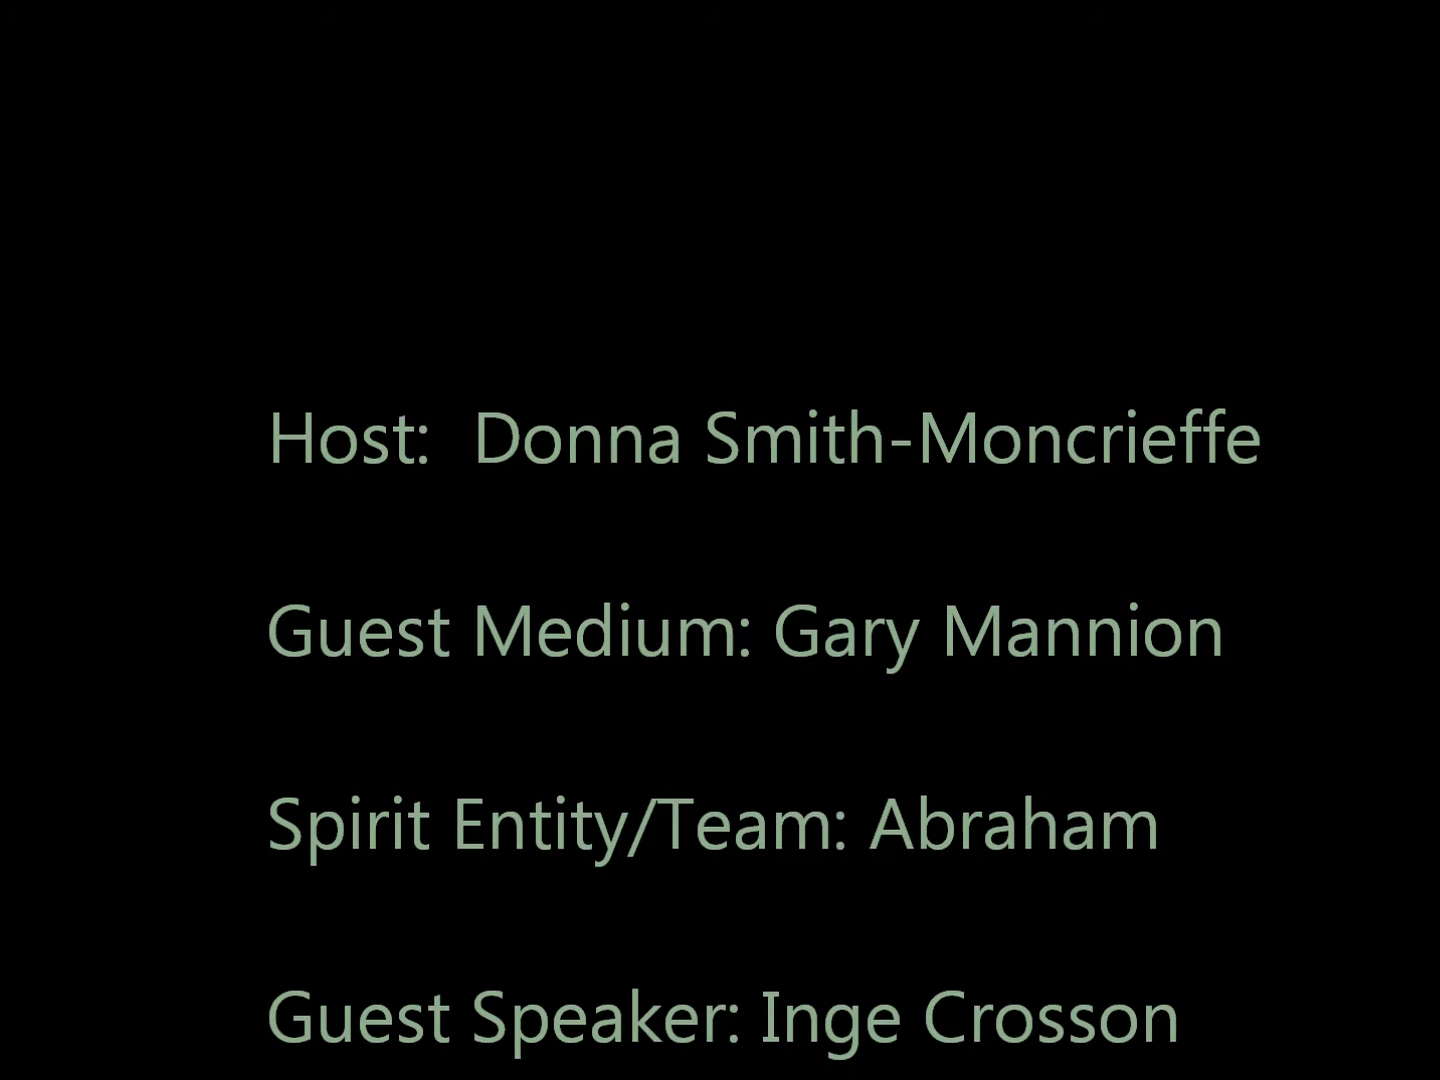 Host:  Donna Smith-Moncrieffe
Guest Medium: Gary Mannion
Spirit Entity/Team: Abraham
Guest Speaker: Inge Crosson